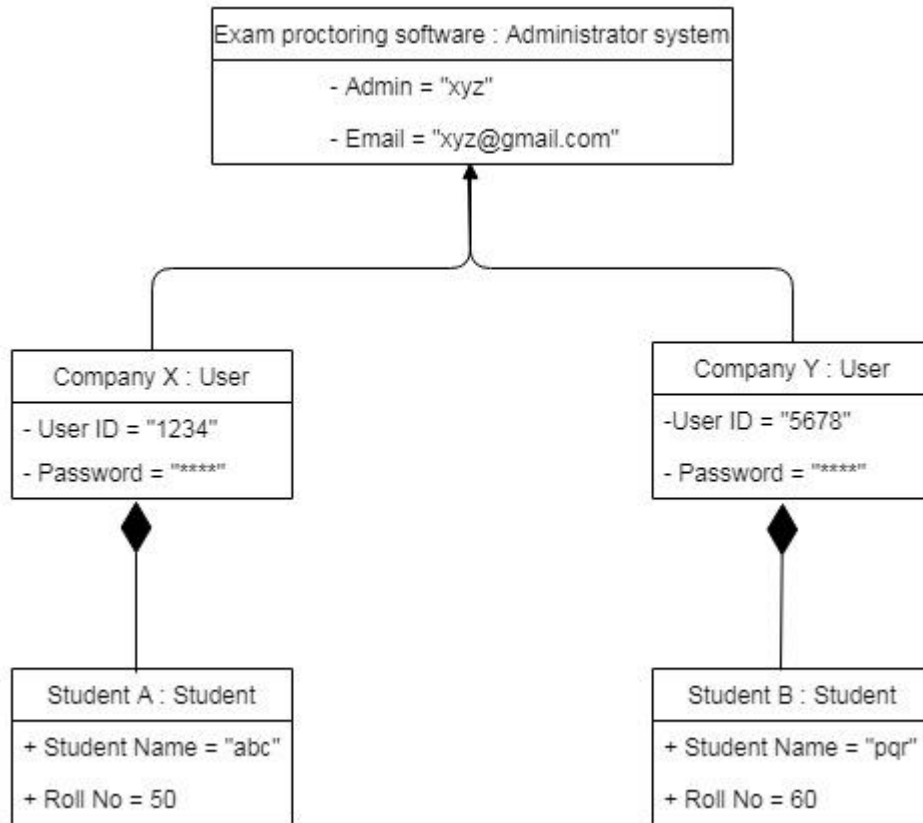 Exam proctoring software : Administrator system
- Admin = "xyz"
- Email = "xyz@gmail.com"
Company X : User
- User ID = "1234"
- Password = "****"
Company Y : User
-User ID = "5678"
- Password = "****"
Student A : Student
+ Student Name = "abc"
+ Roll No = 50
Student B : Student
+ Student Name = "pqr"
+ Roll No = 60